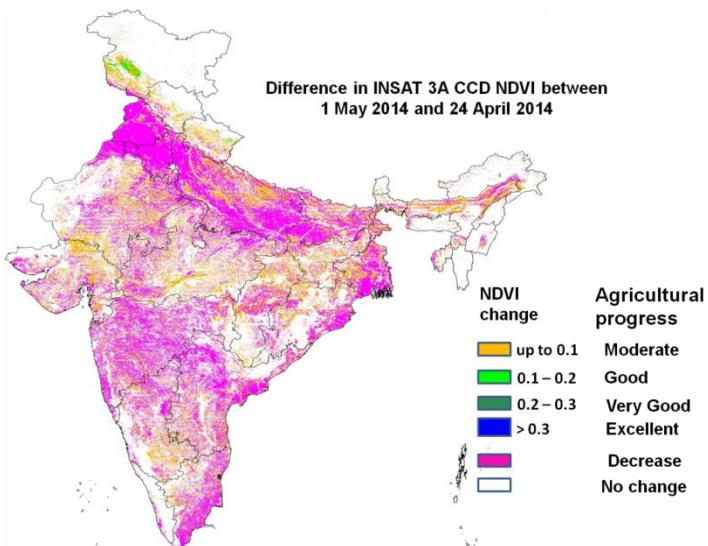 Difference in INSAT 3A CCD NDVI between
1 May 2014 and 24 April 2014
NDVI change
Agricultural progress
up to 0.1 Moderate
0.1 – 0.2 Good
0.2 – 0.3 Very Good
> 0.3 Excellent
Decrease
No change